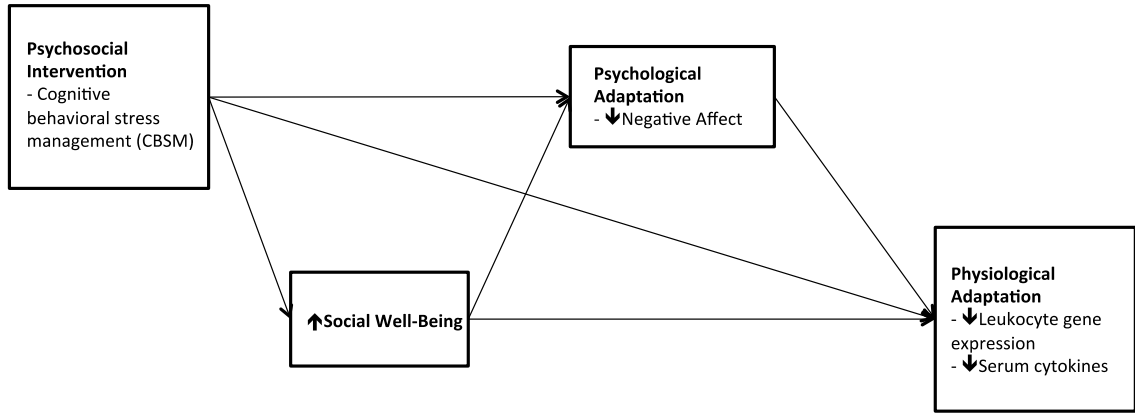 Psychosocial
Intervention
- Cognitive
behavioral stress
management (CBSM)
Psychological
Adaptation
- ↓Negative Affect
↑Social Well-Being
Physiological
Adaptation
- ↓Leukocyte gene
expression
- ↓Serum cytokines